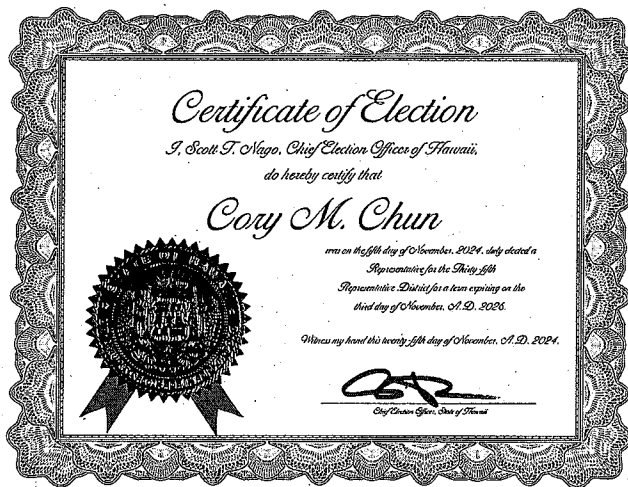 Certificate of Election
I, Scott T. Nago, Chief Election Officer of Hawaii,
do hereby certify that
Cory M. Chun
was on the fifth day of November, 2024, duly elected a
Representative for the Thirty-fifth
Representative District for a term expiring on the
third day of November, A.D. 2026.
Witness my hand this twenty-fifth day of November, A.D. 2024.
Chief Election Officer, State of Hawaii